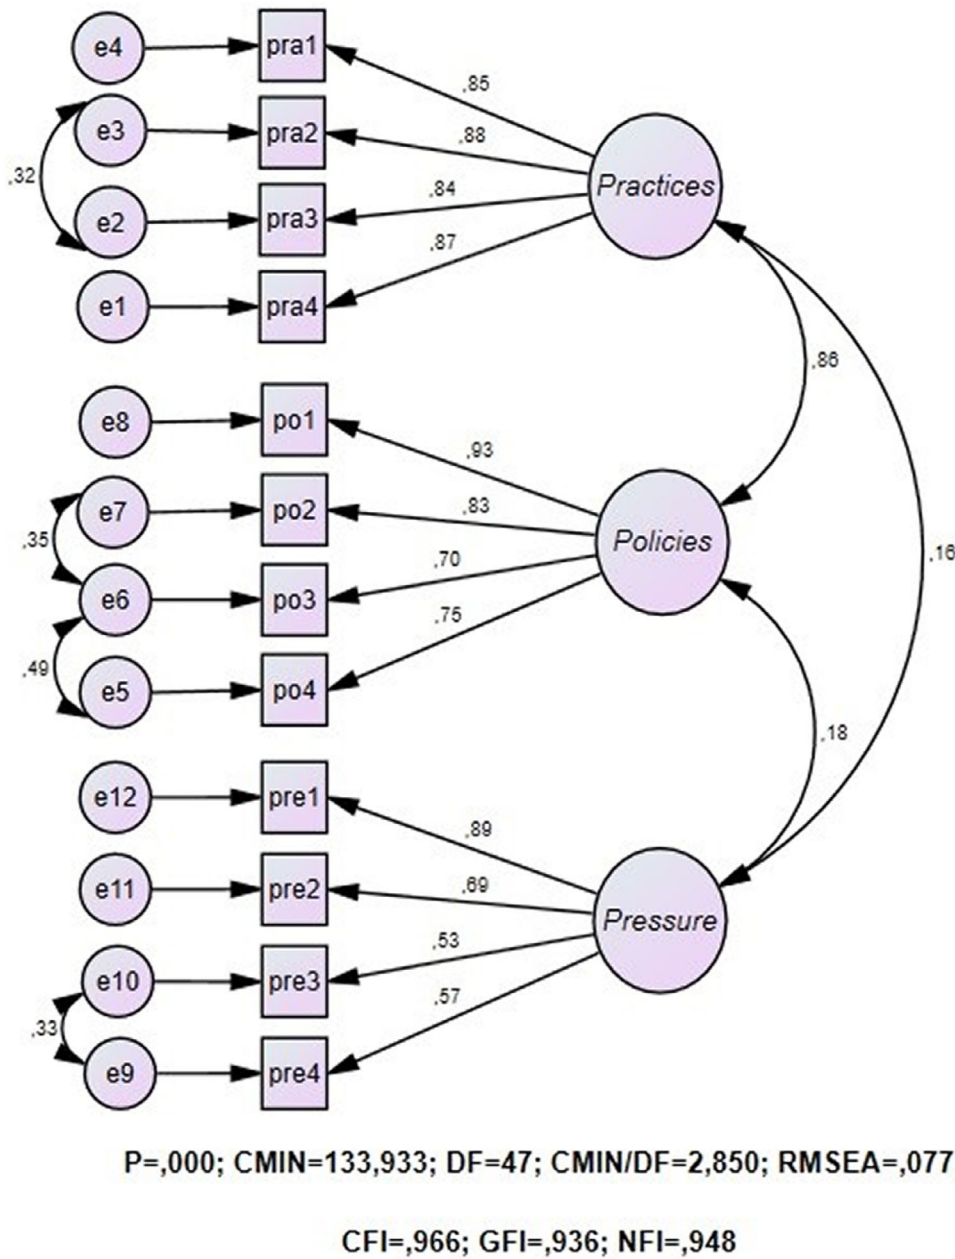 e4 pra1
,85
e3 pra2 ,88
,32 Practices
e2 pra3 ,84
,87
e1 pra4
,86
e8 po1
,93
e7 po2 ,83
,35 Policies
,16
e6 po3 ,70
,75
,49
e5 po4
,18
e12 pre1
,89
e11 pre2 ,69
Pressure
,53
e10 pre3
,57
,33
e9 pre4
P=,000; CMIN=133,933; DF=47; CMIN/DF=2,850; RMSEA=,077
CFI=,966; GFI=,936; NFI=,948